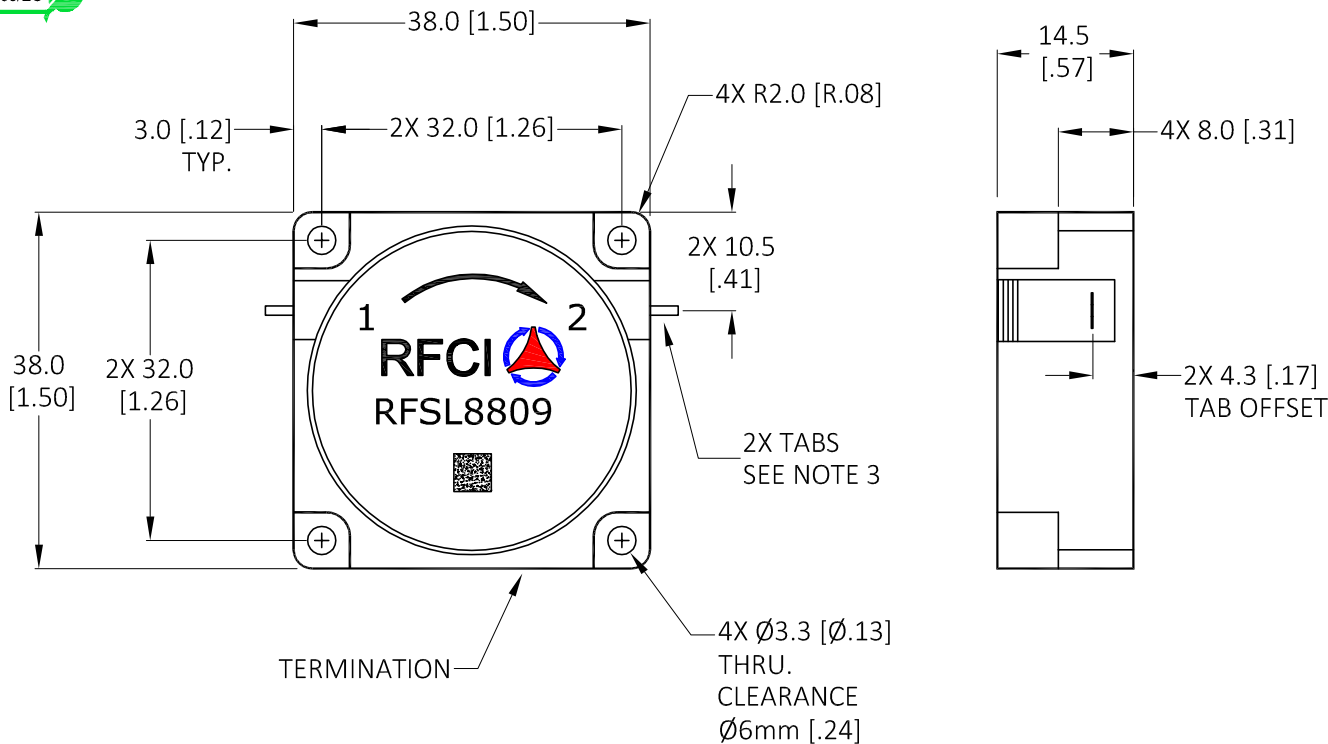 38.0 [1.50]
14.5
[.57]
4X R2.0 [R.08]
3.0 [.12]
TYP.
2X 32.0 [1.26]
4X 8.0 [.31]
2X 10.5
[.41]
1
2
RFCI
RFSL8809
38.0
[1.50]
2X 32.0
[1.26]
2X 4.3 [.17]
TAB OFFSET
2X TABS
SEE NOTE 3
4X Ø3.3 [Ø.13]
THRU.
CLEARANCE
Ø6mm [.24]
TERMINATION